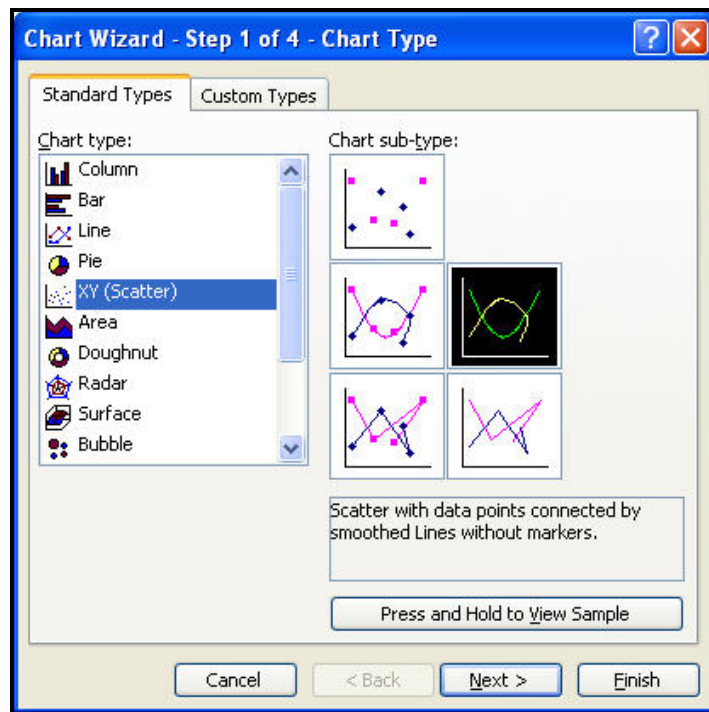 Chart Wizard - Step 1 of 4 - Chart Type
Standard Types
Custom Types
Chart type:
Column
Bar
Line
Pie
XY (Scatter)
Area
Doughnut
Radar
Surface
Bubble
Chart sub-type:
Scatter with data points connected by
smoothed Lines without markers.
Press and Hold to View Sample
Cancel
< Back
Next >
Finish